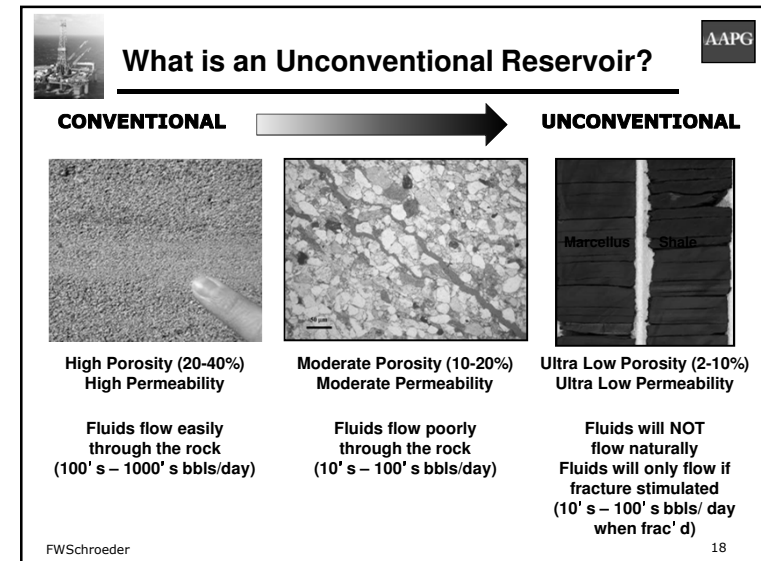 What is an Unconventional Reservoir?
AAPG
CONVENTIONAL
UNCONVENTIONAL
Marcellus Shale
50 µm
High Porosity (20-40%)
High Permeability
Fluids flow easily
through the rock
(100's – 1000's bbls/day)
Moderate Porosity (10-20%)
Moderate Permeability
Fluids flow poorly
through the rock
(10's – 100's bbls/day)
Ultra Low Porosity (2-10%)
Ultra Low Permeability
Fluids will NOT
flow naturally
Fluids will only flow if
fracture stimulated
(10's – 100's bbls/ day
when frac'd)
FWSchroeder
18